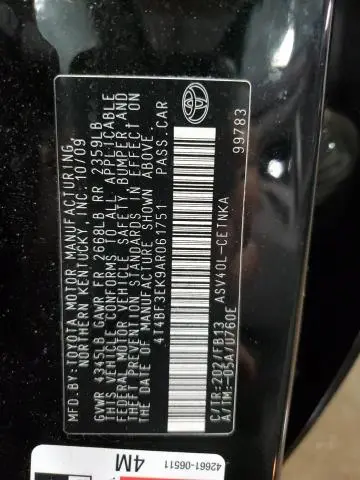 MFD. BY: TOYOTA MOTOR MANUFACTURING,
NORTHERN KENTUCKY, INC. 10/09
GVWR 4345LB GAWR FR 2668LB RR 2359LB
THIS VEHICLE CONFORMS TO ALL APPLICABLE
FEDERAL MOTOR VEHICLE SAFETY, BUMPER AND
THEFT PREVENTION STANDARDS IN EFFECT ON
THE DATE OF MANUFACTURE SHOWN ABOVE.
4T4BF3EK9AR061751 PASS.CAR
C/TR:202/FB13 ASV40L-CETNKA
A/TM:-05A/U760E 99783
42661-06511
4M